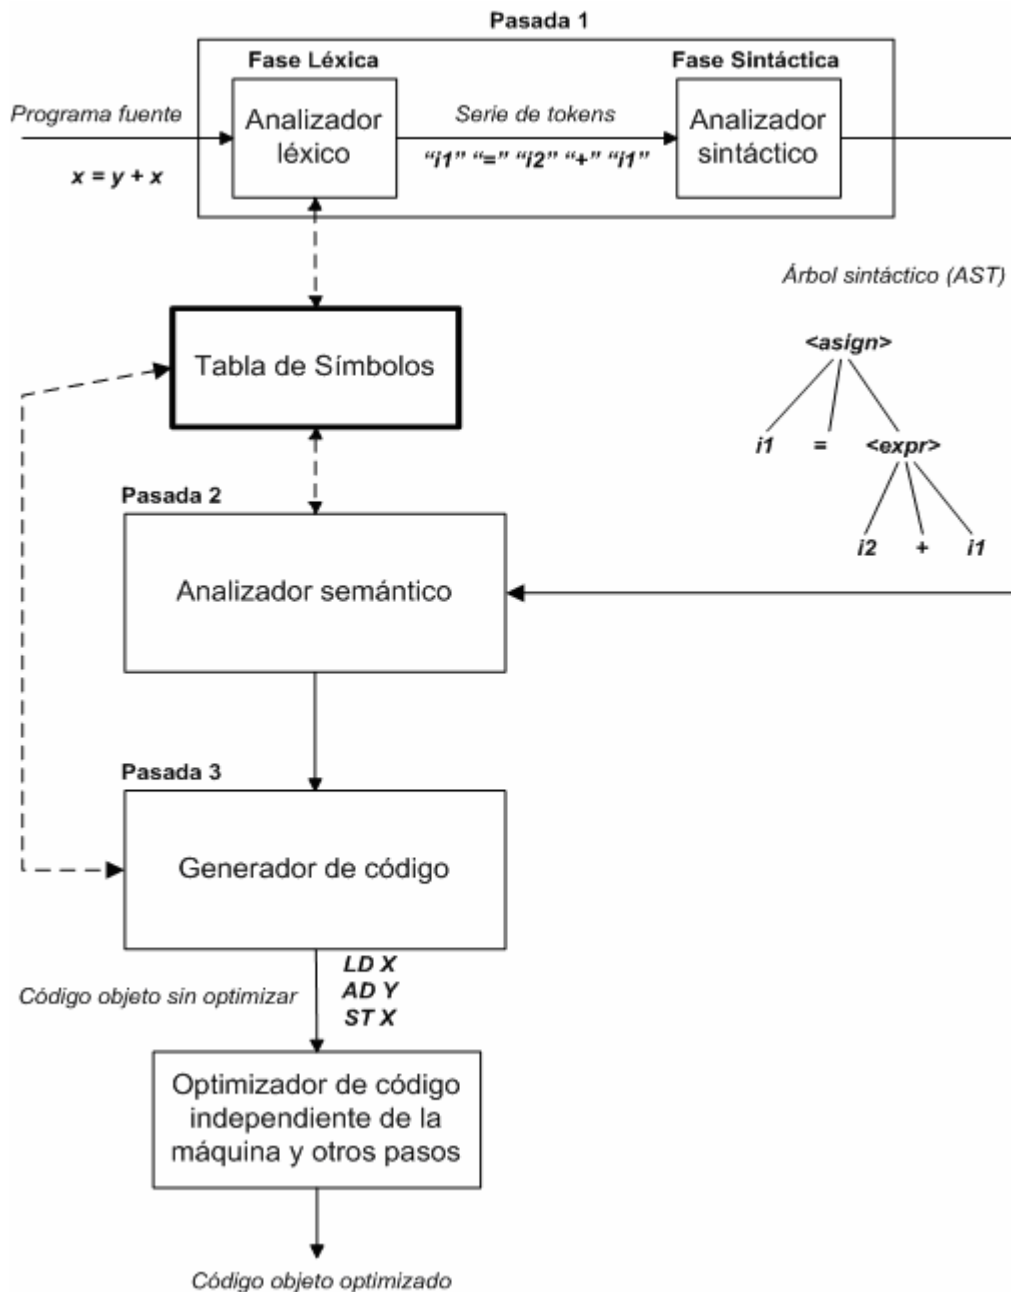 Pasada 1
Fase Léxica
Fase Sintáctica
Programa fuente
Analizador
léxico
Serie de tokens
Analizador
sintáctico
x = y + x
“i1” “=” “i2” “+” “i1”
Árbol sintáctico (AST)
<asign>
Tabla de Símbolos
i1 = <expr>
i2 + i1
Pasada 2
Analizador semántico
Pasada 3
Generador de código
LD X
AD Y
ST X
Código objeto sin optimizar
Optimizador de código
independiente de la
máquina y otros pasos
Código objeto optimizado